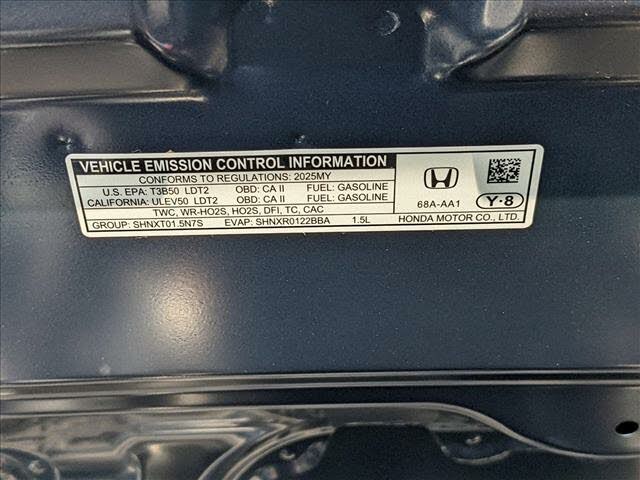 VEHICLE EMISSION CONTROL INFORMATION
CONFORMS TO REGULATIONS: 2025MY
U.S. EPA: T3B50 LDT2 OBD: CA II FUEL: GASOLINE
CALIFORNIA: ULEV50 LDT2 OBD: CA II FUEL: GASOLINE
TWC, WR-HO2S, HO2S, DFI, TC, CAC
GROUP: SHNXT01.5N7S EVAP: SHNXR0122BBA 1.5L
68A-AA1 Y·8
HONDA MOTOR CO., LTD.